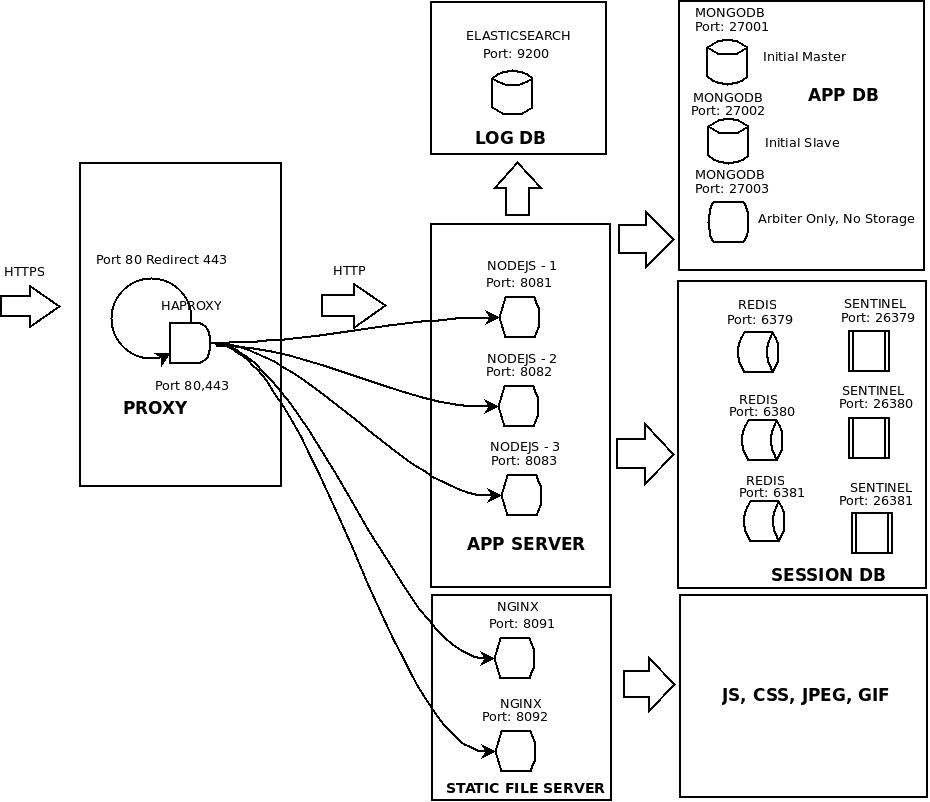 HTTPS
Port 80 Redirect 443
HAPROXY
Port 80,443
PROXY
HTTP
ELASTICSEARCH
Port: 9200
LOG DB
NODEJS - 1
Port: 8081
NODEJS - 2
Port: 8082
NODEJS - 3
Port: 8083
APP SERVER
NGINX
Port: 8091
NGINX
Port: 8092
STATIC FILE SERVER
MONGODB
Port: 27001
Initial Master
APP DB
MONGODB
Port: 27002
Initial Slave
MONGODB
Port: 27003
Arbiter Only, No Storage
REDIS
Port: 6379
SENTINEL
Port: 26379
REDIS
Port: 6380
SENTINEL
Port: 26380
REDIS
Port: 6381
SENTINEL
Port: 26381
SESSION DB
JS, CSS, JPEG, GIF